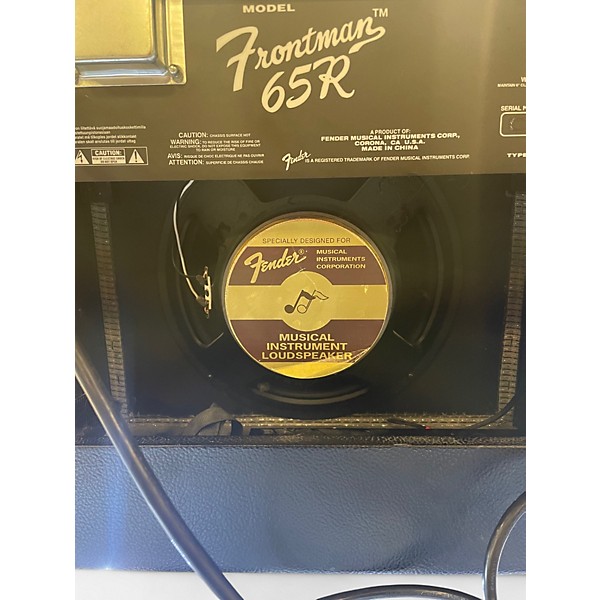 MODEL
Frontman™
65R
CAUTION: CHASSIS SURFACE HOT
WARNING: TO REDUCE THE RISK OF FIRE OR
ELECTRIC SHOCK, DO NOT EXPOSE EQUIPMENT
TO RAIN OR MOISTURE
AVIS: RISQUE DE CHOC ELECTRIQUE NE PAS OUVRIR
ATTENTION: SUPERFICIE DE CHASSIS CHAUDE
CAUTION:
A PRODUCT OF:
FENDER MUSICAL INSTRUMENTS CORP.
CORONA, CA U.S.A.
MADE IN CHINA
Fender IS A REGISTERED TRADEMARK OF FENDER MUSICAL INSTRUMENTS CORP.
SERIAL
TYPE
SPECIALLY DESIGNED FOR
Fender®
MUSICAL
INSTRUMENTS
CORPORATION
MUSICAL
INSTRUMENT
LOUDSPEAKER